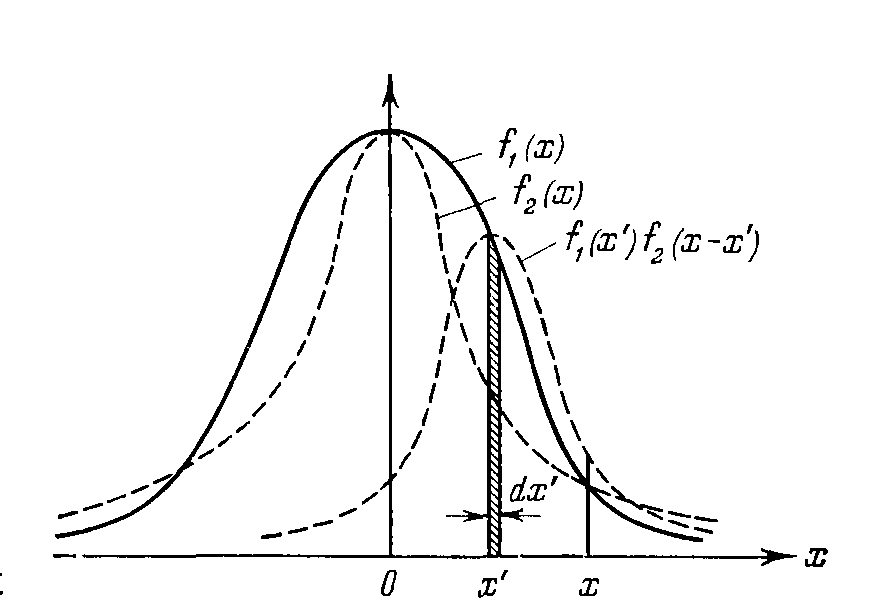 f₁(x)
f₂(x)
f₁(x′)f₂(x-x′)
dx′
x
0 x′ x